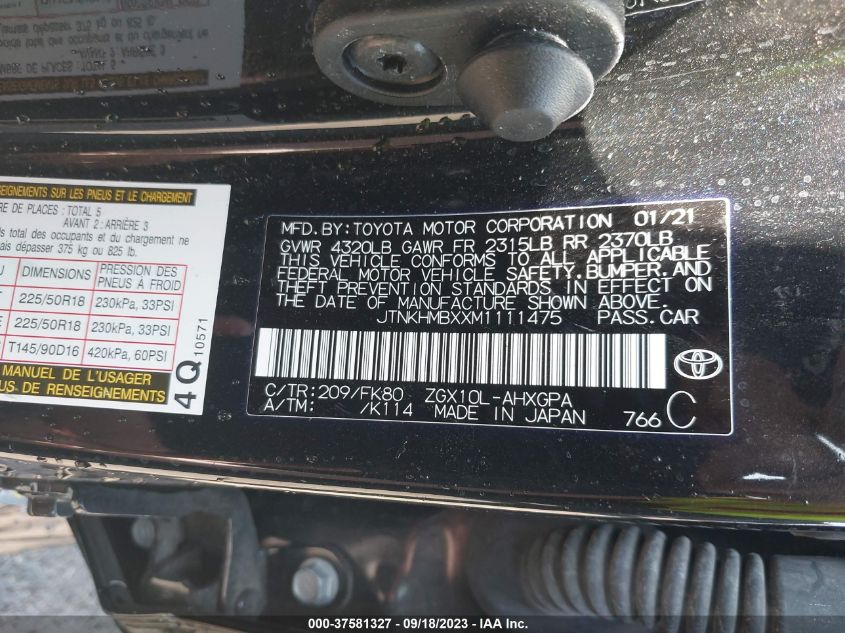 SEIGNEMENTS SUR LES PNEUS ET LE CHARGEMENT
RE DE PLACES : TOTAL 5
AVANT 2 : ARRIÈRE 3
total des occupants et du chargement
ais dépasser 375 kg ou 825 lb.
DIMENSIONS
PRESSION DES
PNEUS À FROID
225/50R18
230kPa, 33PSI
225/50R18
230kPa, 33PSI
T145/90D16
420kPa, 60PSI
MANUEL DE L'USAGER
US DE RENSEIGNEMENTS
4Q 10571
MFD. BY: TOYOTA MOTOR CORPORATION 01/21
GVWR 4320LB GAWR FR 2315LB RR 2370LB
THIS VEHICLE CONFORMS TO ALL APPLICABLE
FEDERAL MOTOR VEHICLE SAFETY, BUMPER, AND
THEFT PREVENTION STANDARDS IN EFFECT ON
THE DATE OF MANUFACTURE SHOWN ABOVE.
JTNKHMBXXM1111475 PASS.CAR
C/TR:209/FK80 ZGX10L-AHXGPA
A/TM: /K114 MADE IN JAPAN 766 C
000-37581327 - 09/18/2023 - IAA Inc.